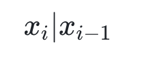 $x_i | x_{i-1}$